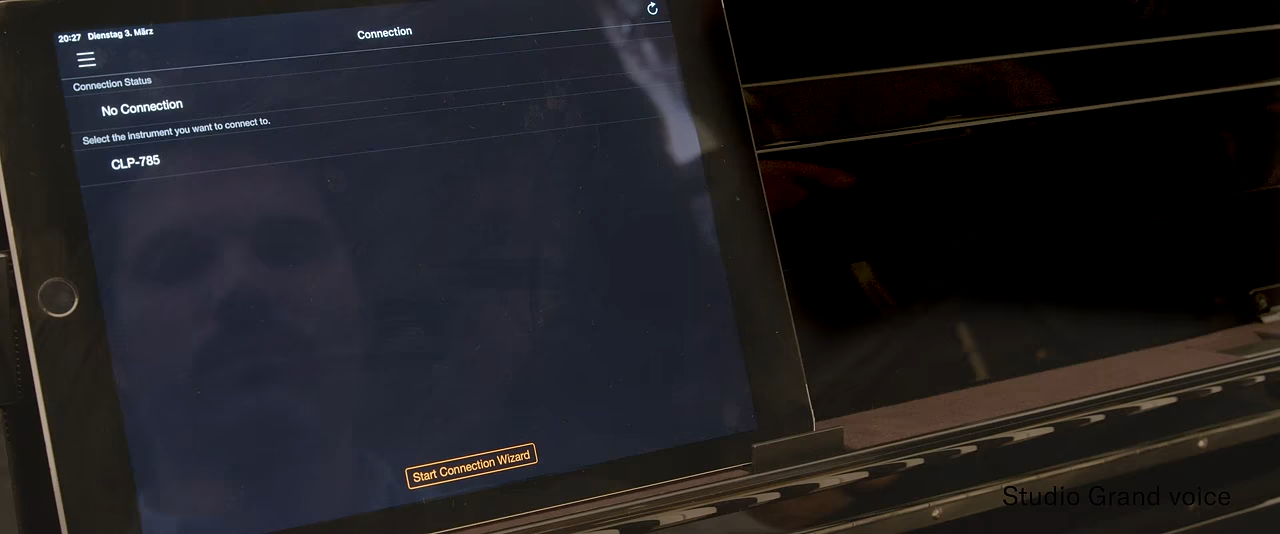 20:27 Dienstag 3. März
Connection
Connection Status
No Connection
Select the instrument you want to connect to.
CLP-785
Start Connection Wizard
Studio Grand voice